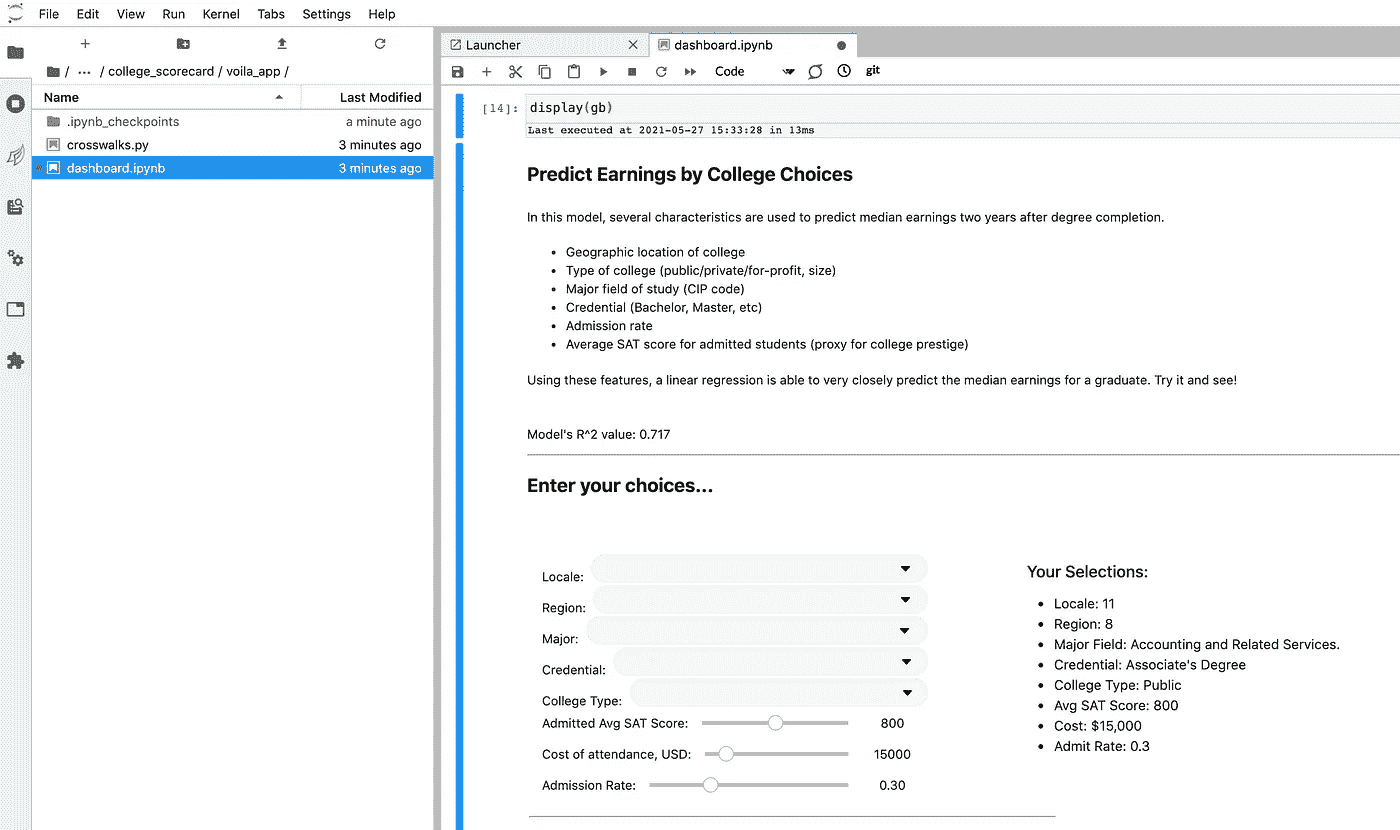 File Edit View Run Kernel Tabs Settings Help
/ ... / college_scorecard / voila_app /
Name Last Modified
.ipynb_checkpoints a minute ago
crosswalks.py 3 minutes ago
dashboard.ipynb 3 minutes ago
Launcher dashboard.ipynb
Code git
[14]: display(gb)
Last executed at 2021-05-27 15:33:28 in 13ms
Predict Earnings by College Choices
In this model, several characteristics are used to predict median earnings two years after degree completion.
• Geographic location of college
• Type of college (public/private/for-profit, size)
• Major field of study (CIP code)
• Credential (Bachelor, Master, etc)
• Admission rate
• Average SAT score for admitted students (proxy for college prestige)
Using these features, a linear regression is able to very closely predict the median earnings for a graduate. Try it and see!
Model's R^2 value: 0.717
Enter your choices...
Locale:
Region:
Major:
Credential:
College Type:
Admitted Avg SAT Score: 800
Cost of attendance, USD: 15000
Admission Rate: 0.30
Your Selections:
• Locale: 11
• Region: 8
• Major Field: Accounting and Related Services.
• Credential: Associate's Degree
• College Type: Public
• Avg SAT Score: 800
• Cost: $15,000
• Admit Rate: 0.3